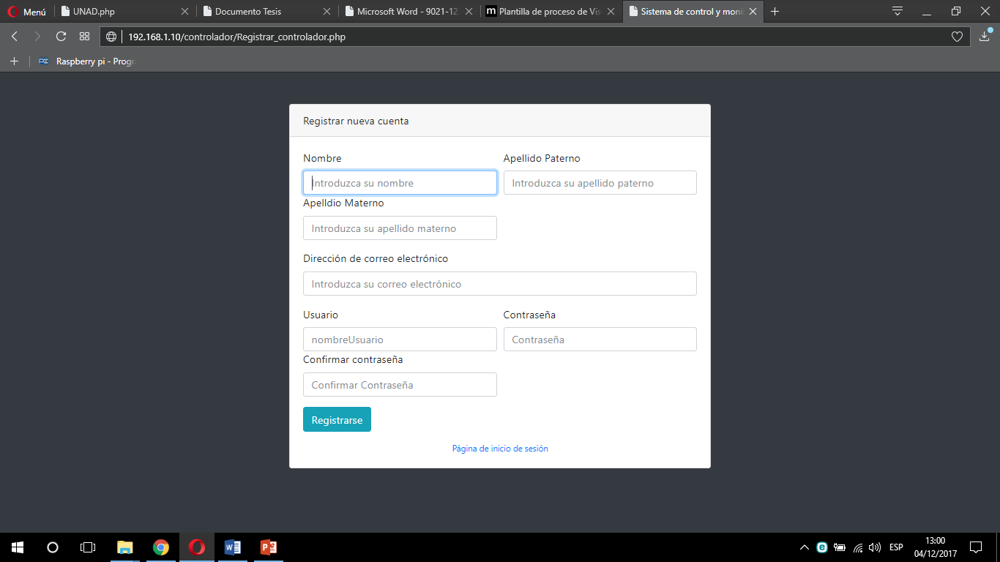 Menú UNAD.php Documento Tesis Microsoft Word - 9021-12 Plantilla de proceso de Vis Sistema de control y moni
192.168.1.10/controlador/Registrar_controlador.php
Raspberry pi - Progr
Registrar nueva cuenta
Nombre Apellido Paterno
Introduzca su nombre Introduzca su apellido paterno
Apelldio Materno
Introduzca su apellido materno
Dirección de correo electrónico
Introduzca su correo electrónico
Usuario Contraseña
nombreUsuario Contraseña
Confirmar contraseña
Confirmar Contraseña
Registrarse
Página de inicio de sesión
ESP 13:00
04/12/2017